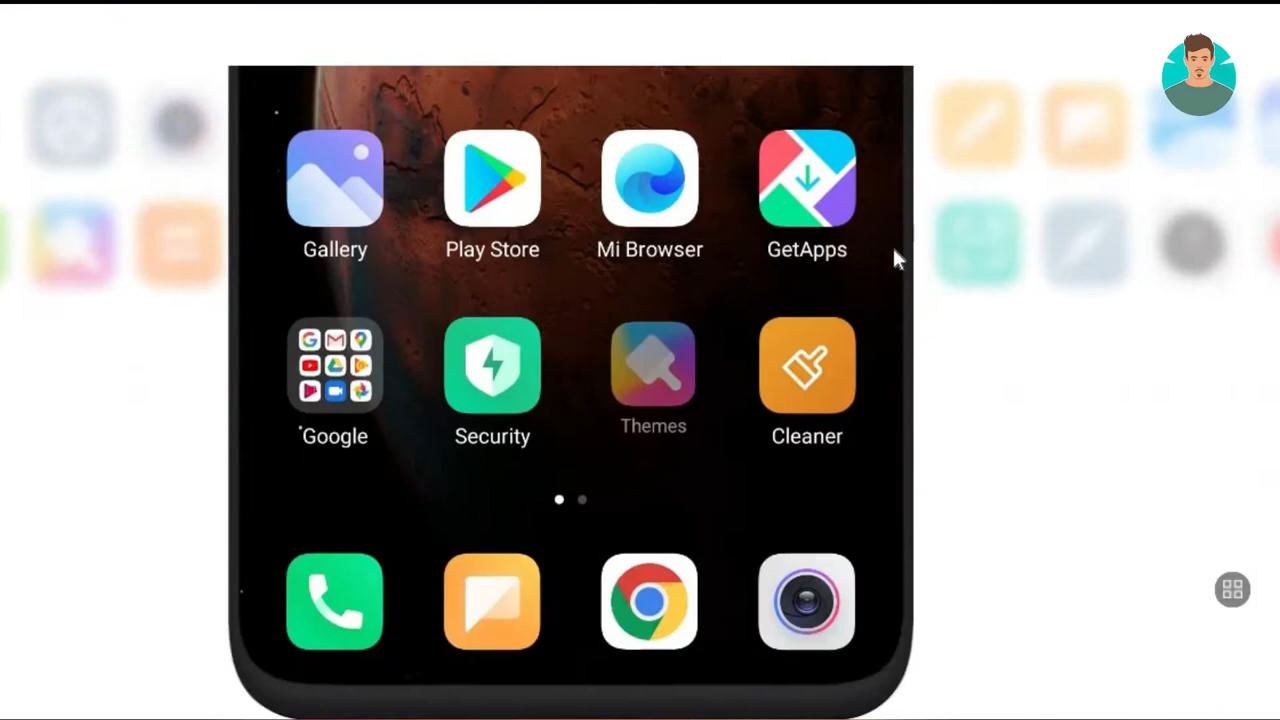 Gallery
Play Store
Mi Browser
GetApps
Google
Security
Themes
Cleaner